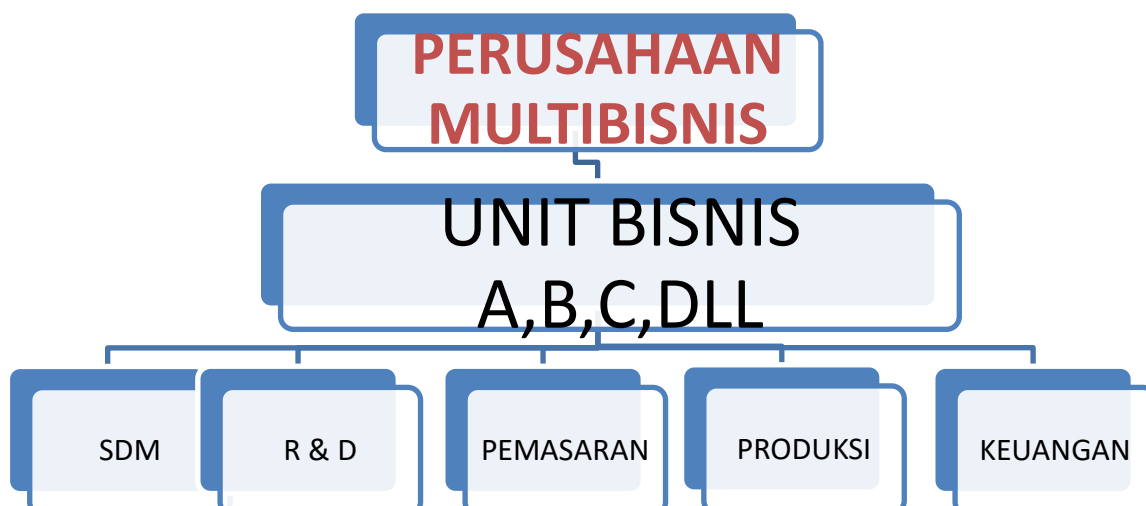 PERUSAHAAN
MULTIBISNIS
UNIT BISNIS
A,B,C,DLL
SDM
R & D
PEMASARAN
PRODUKSI
KEUANGAN